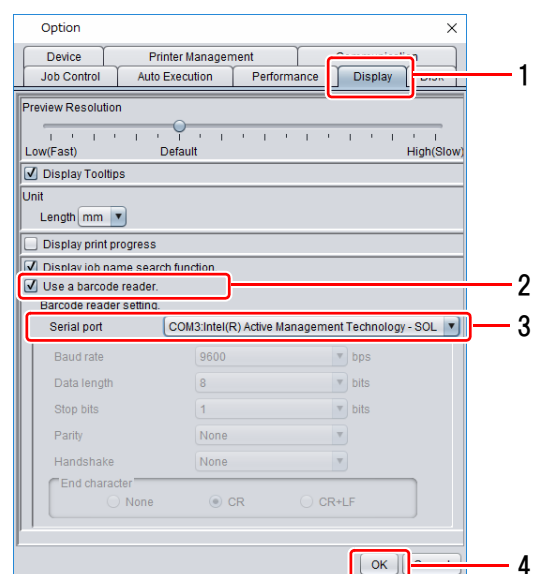 Option
Device Printer Management
Job Control Auto Execution Performance Display 1
Preview Resolution
Low(Fast) Default High(Slow)
Display Tooltips
Unit
Length mm
Display print progress
Display job name search function
Use a barcode reader. 2
Barcode reader setting.
Serial port COM3:Intel(R) Active Management Technology - SOL 3
Baud rate 9600 bps
Data length 8 bits
Stop bits 1 bits
Parity None
Handshake None
End character
None CR CR+LF
OK 4